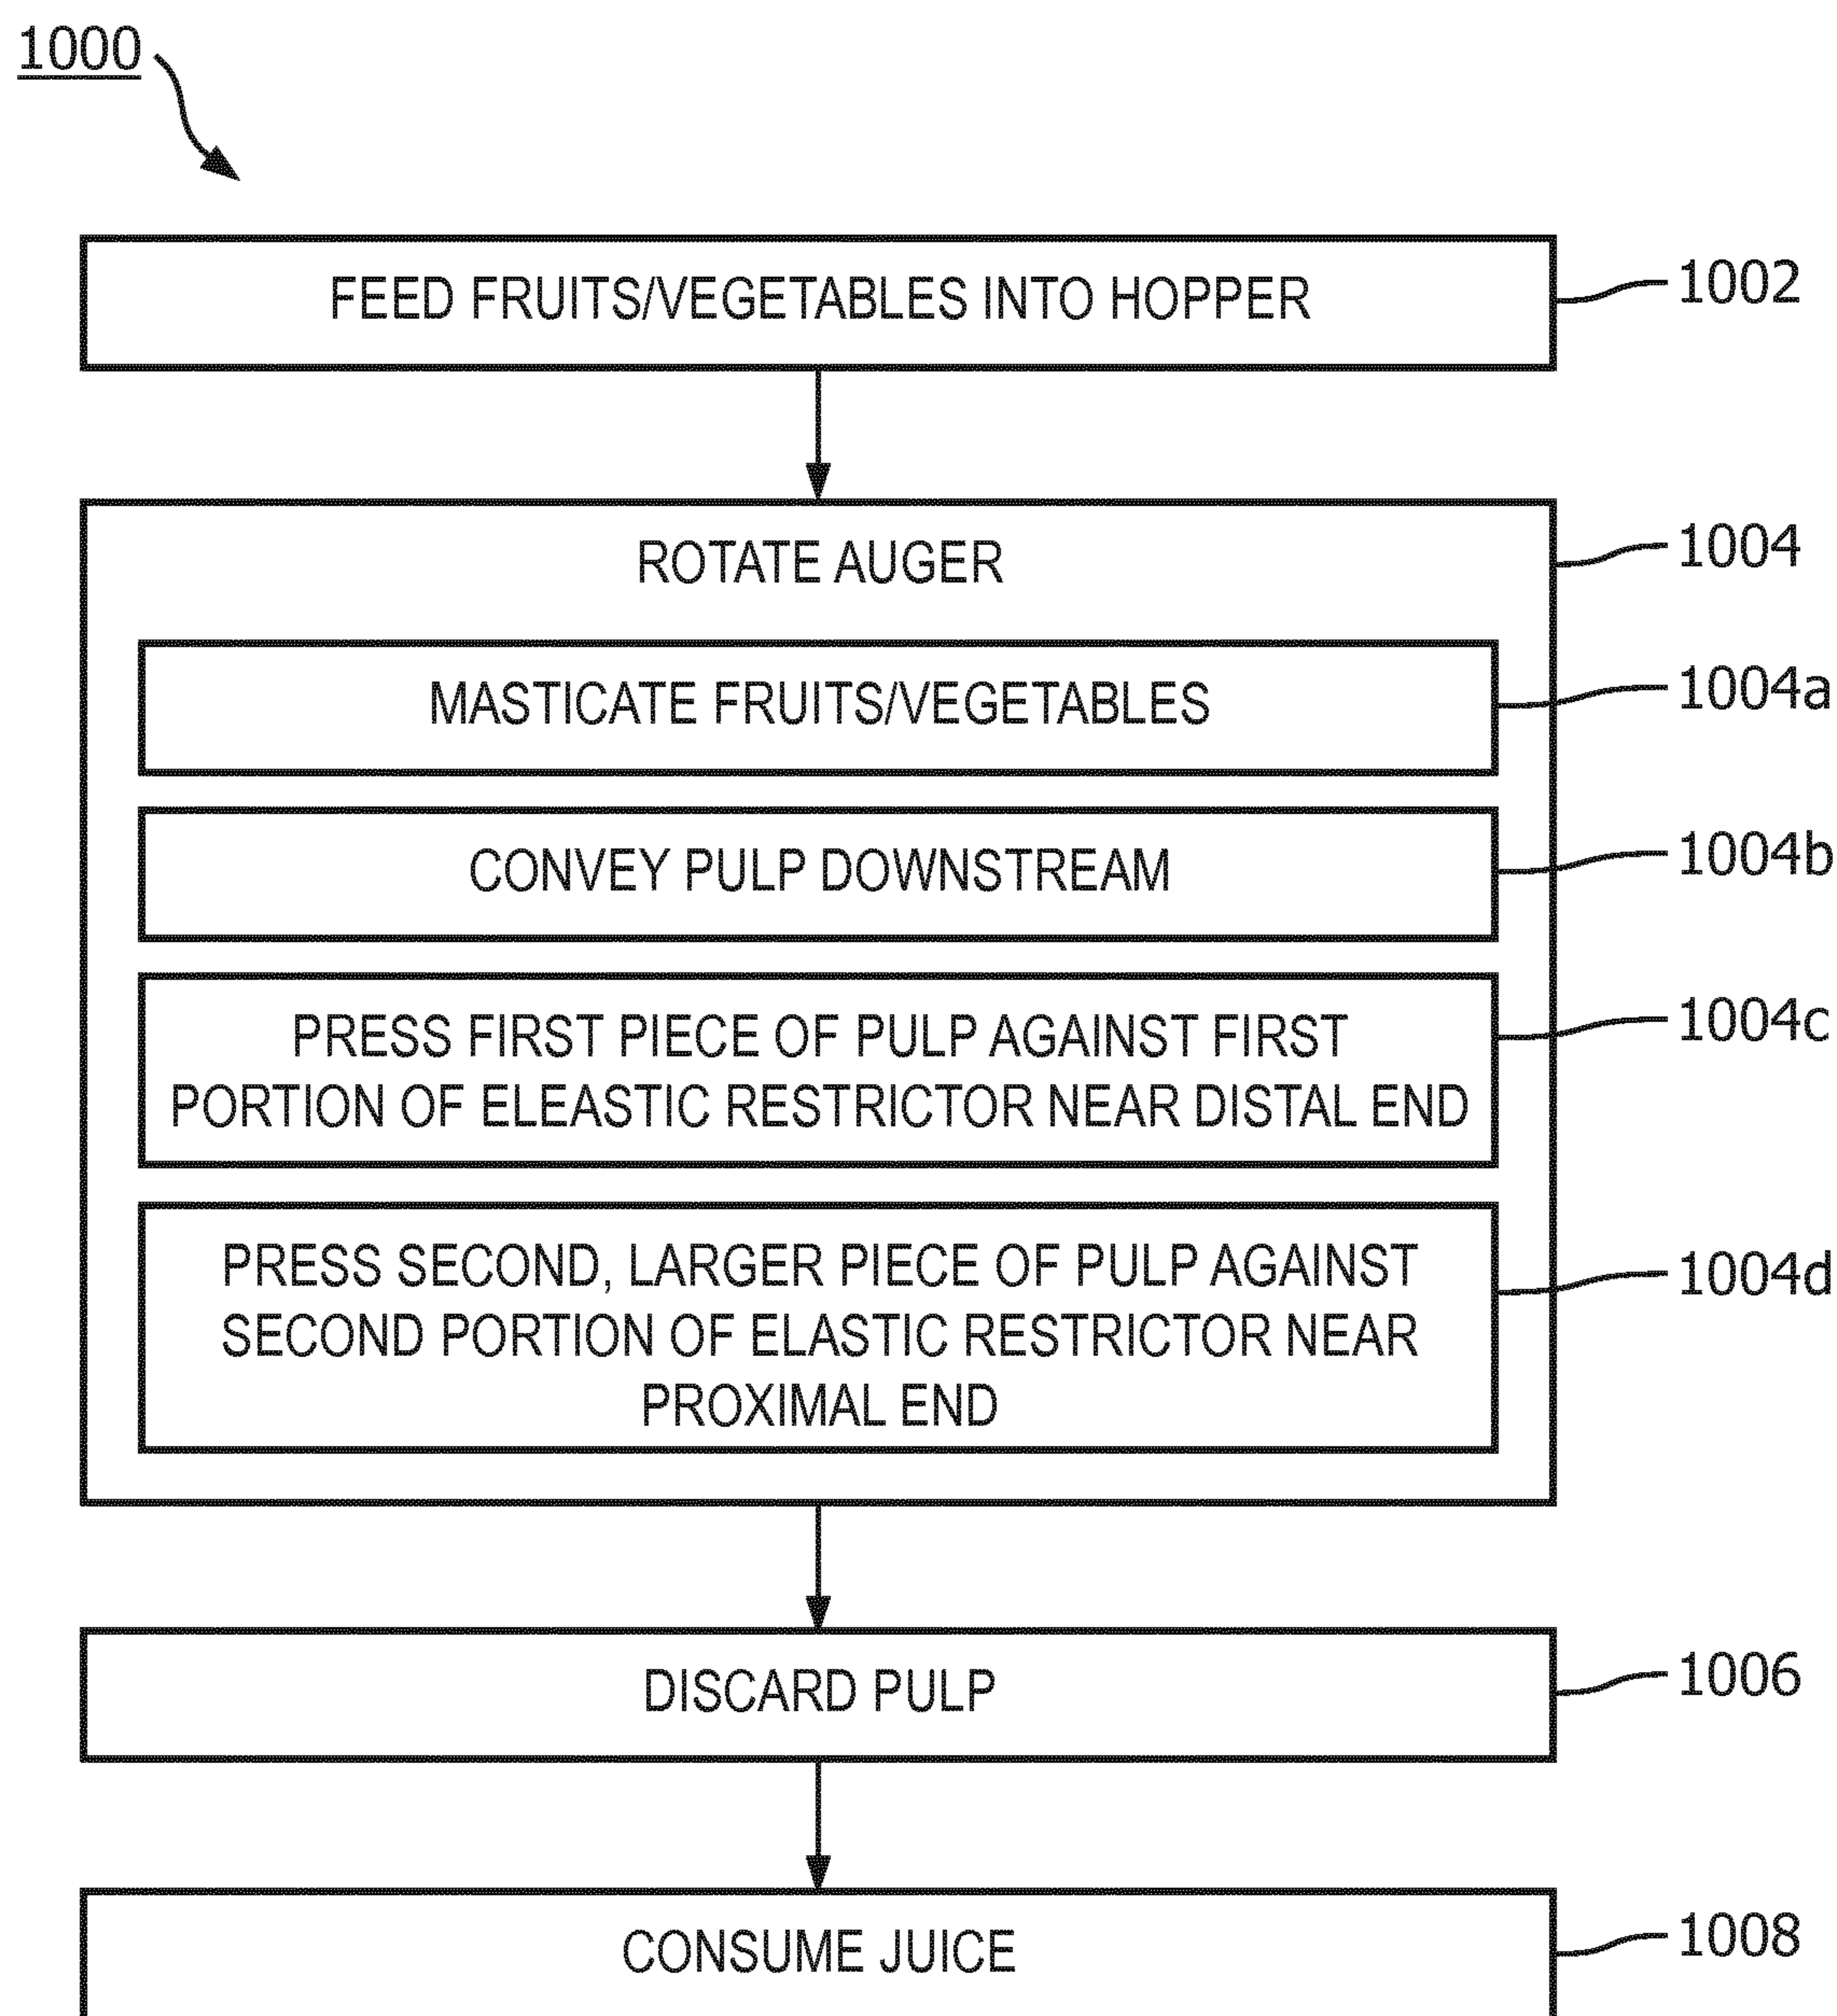 1000
FEED FRUITS/VEGETABLES INTO HOPPER
1002
ROTATE AUGER
1004
MASTICATE FRUITS/VEGETABLES
1004a
CONVEY PULP DOWNSTREAM
1004b
PRESS FIRST PIECE OF PULP AGAINST FIRST
PORTION OF ELEASTIC RESTRICTOR NEAR DISTAL END
1004c
PRESS SECOND, LARGER PIECE OF PULP AGAINST
SECOND PORTION OF ELASTIC RESTRICTOR NEAR
PROXIMAL END
1004d
DISCARD PULP
1006
CONSUME JUICE
1008